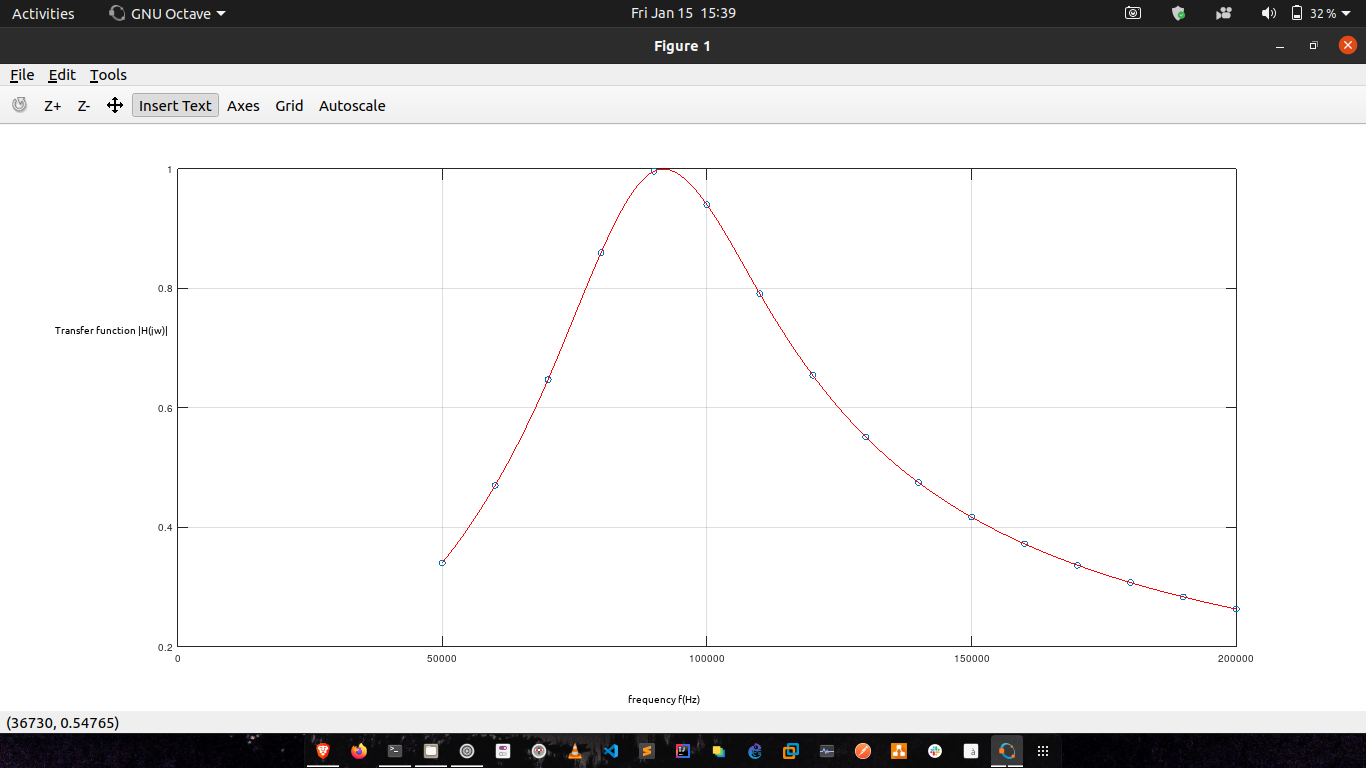 Activities GNU Octave Fri Jan 15 15:39 32 %
Figure 1
File Edit Tools
Z+ Z- Insert Text Axes Grid Autoscale
1
0.8
Transfer function |H(jw)|
0.6
0.4
0.2
0 50000 100000 150000 200000
frequency f(Hz)
(36730, 0.54765)